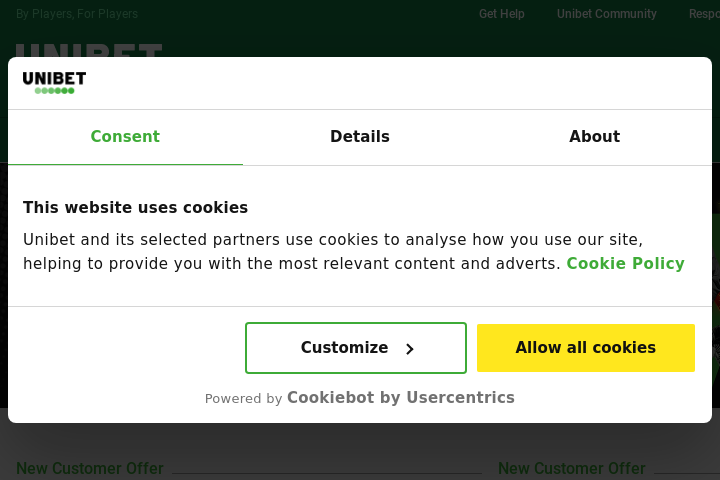 By Players, For Players
Get Help
Unibet Community
Respo
UNIBET
UNIBET
Consent
Details
About
This website uses cookies
Unibet and its selected partners use cookies to analyse how you use our site,
helping to provide you with the most relevant content and adverts. Cookie Policy
Customize
Allow all cookies
Powered by Cookiebot by Usercentrics
New Customer Offer
New Customer Offer